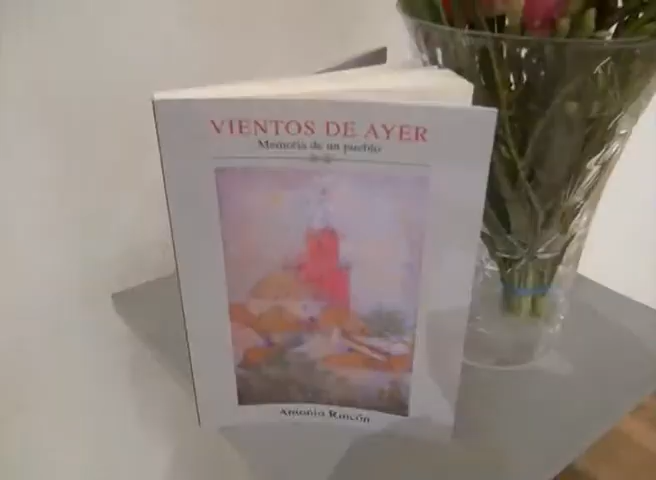 VIENTOS DE AYER
Memoria de un pueblo
Antonio Rincón